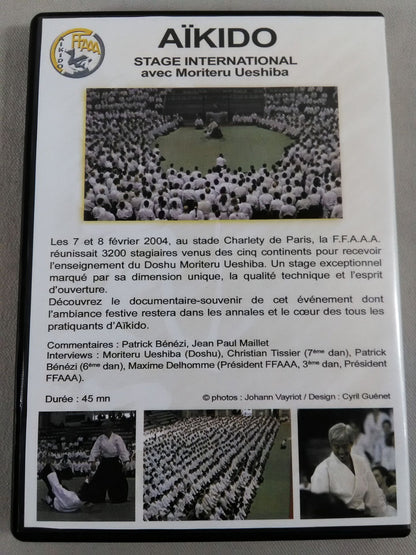 AÏKIDO
FFAAA
AÏKIDO
STAGE INTERNATIONAL
avec Moriteru Ueshiba
Les 7 et 8 février 2004, au stade Charlety de Paris, la F.F.A.A.A.
réunissait 3200 stagiaires venus des cinq continents pour recevoir
l'enseignement du Doshu Moriteru Ueshiba. Un stage exceptionnel
marqué par sa dimension unique, la qualité technique et l'esprit
d'ouverture.
Découvrez le documentaire-souvenir de cet événement dont
l'ambiance festive restera dans les annales et le cœur des tous les
pratiquants d'Aïkido.
Commentaires : Patrick Bénézi, Jean Paul Maillet
Interviews : Moriteru Ueshiba (Doshu), Christian Tissier (7ème dan), Patrick
Bénézi (6ème dan), Maxime Delhomme (Président FFAAA, 3ème dan, Président
FFAAA).
Durée : 45 mn
© photos : Johann Vayriot / Design : Cyril Guénet